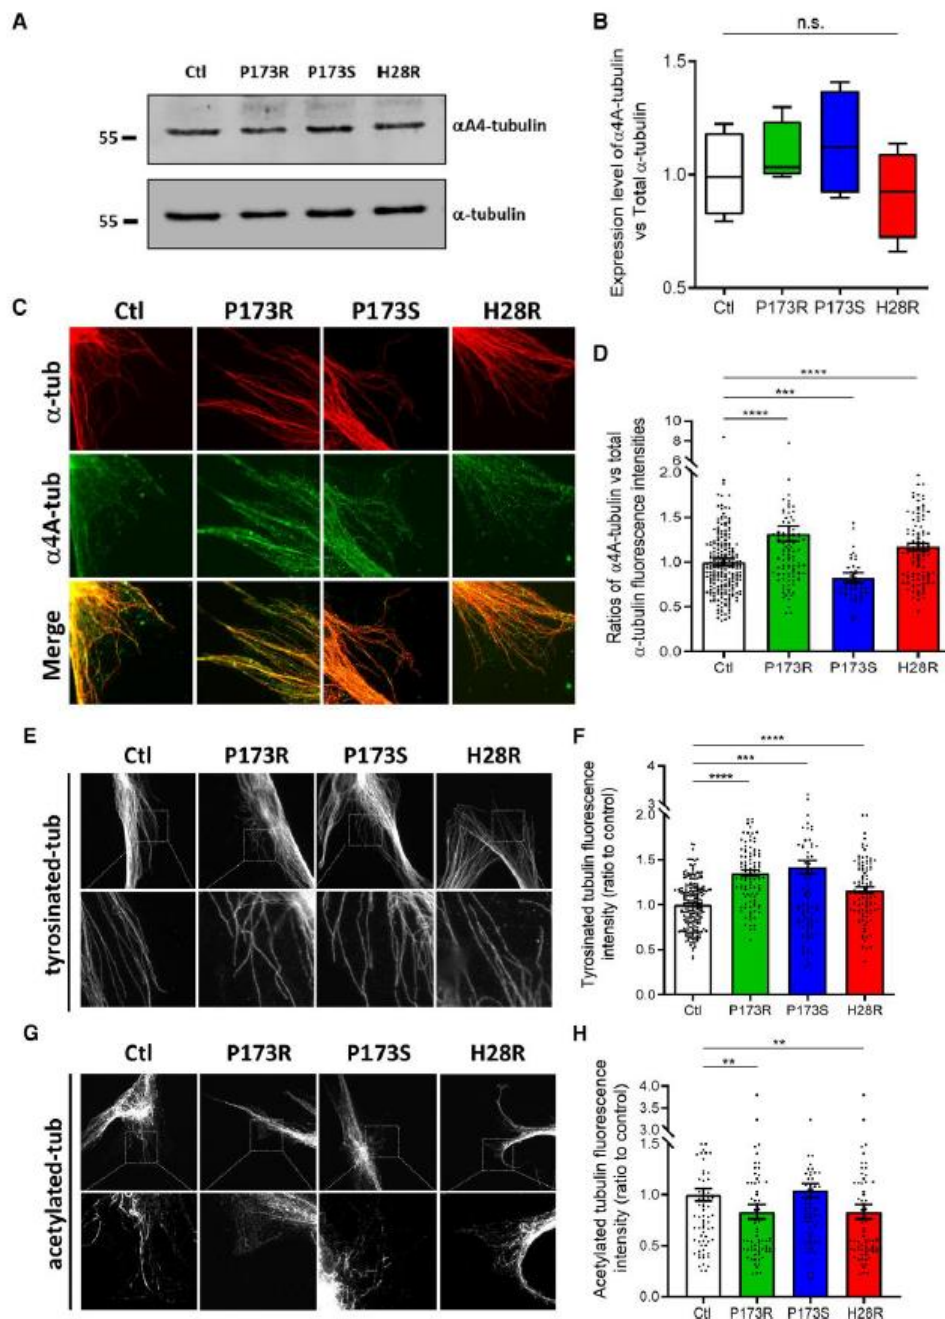 A
Ctl P173R P173S H28R
55
αA4-tubulin
55
α-tubulin
B
n.s.
Expression level of α4A-tubulin
vs Total α-tubulin
1.5
1.0
0.5
Ctl P173R P173S H28R
C
Ctl P173R P173S H28R
α-tub
α4A-tub
Merge
D
****
***
****
Ratios of α4A-tubulin vs total
α-tubulin fluorescence intensities
10
8
6
2.0
1.5
1.0
0.5
0.0
Ctl P173R P173S H28R
E
Ctl P173R P173S H28R
tyrosinated-tub
F
****
***
****
Tyrosinated tubulin fluorescence
intensity (ratio to control)
4
3
2.0
1.5
1.0
0.5
0.0
Ctl P173R P173S H28R
G
Ctl P173R P173S H28R
acetylated-tub
H
**
**
Acetylated tubulin fluorescence
intensity (ratio to control)
4.0
3.5
3.0
1.5
1.0
0.5
0.0
Ctl P173R P173S H28R